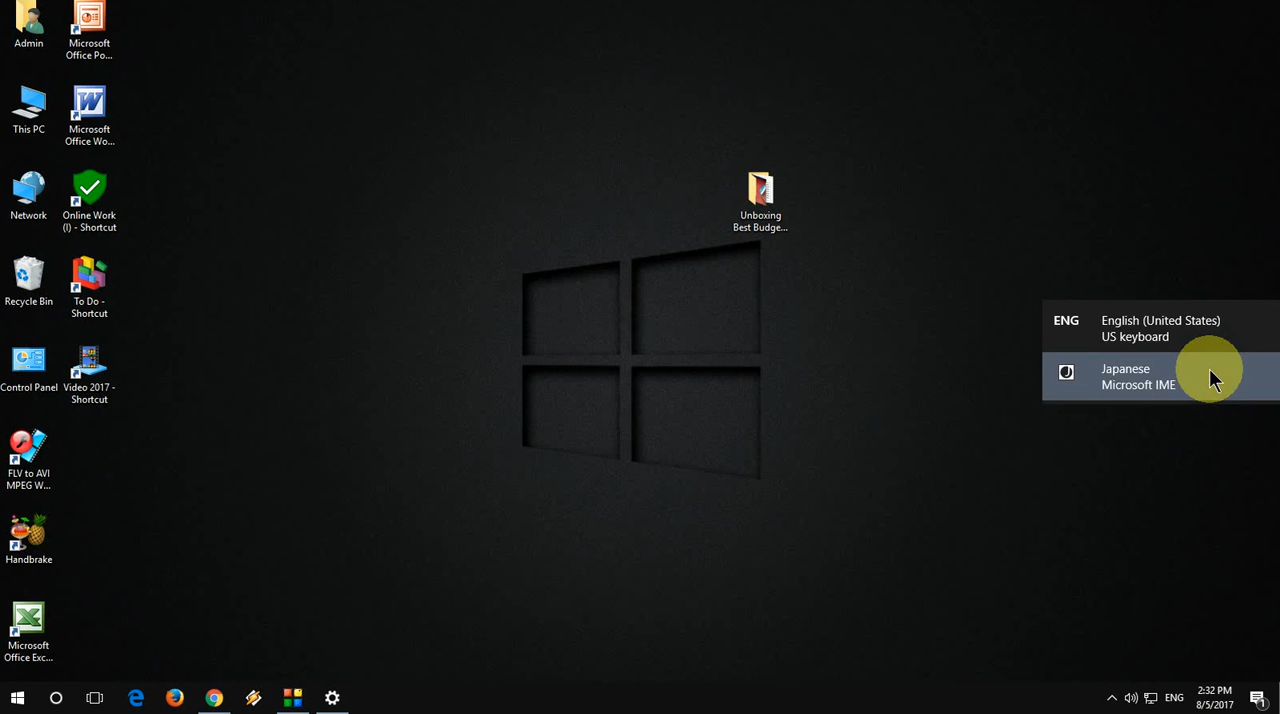 Admin
Microsoft
Office Po...
This PC
Microsoft
Office Wo...
Network
Online Work
(I) - Shortcut
Recycle Bin
To Do -
Shortcut
Control Panel
Video 2017 -
Shortcut
FLV to AVI
MPEG W...
Handbrake
Microsoft
Office Exc...
Unboxing
Best Budge...
ENG
English (United States)
US keyboard
Japanese
Microsoft IME
ENG
2:32 PM
8/5/2017
1